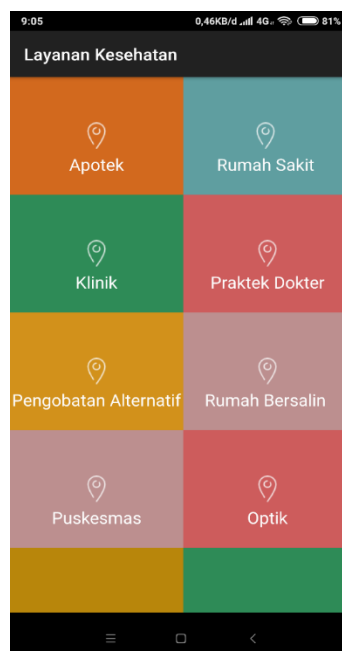 9:05 0,46KB/d 4G 81%
Layanan Kesehatan
Apotek
Rumah Sakit
Klinik
Praktek Dokter
Pengobatan Alternatif
Rumah Bersalin
Puskesmas
Optik